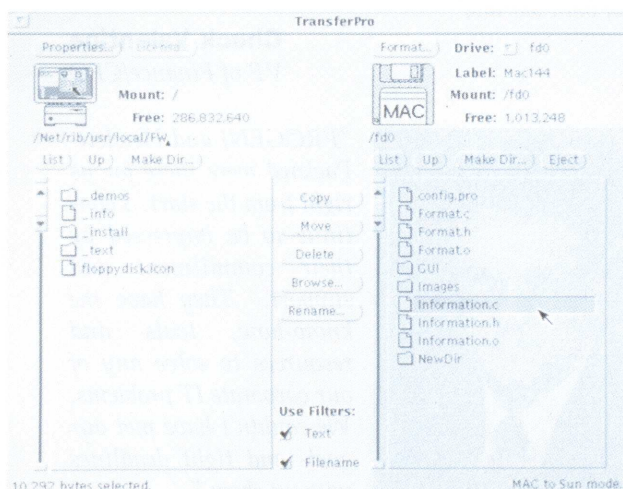 TransferPro
Properties...
Mount: /
Free: 286,832,640
/Net/rib/usr/local/FW
List Up Make Dir...
_demos
_info
_install
_text
floppydisk.icon
Copy
Move
Delete
Browse...
Rename...
Use Filters:
Text
Filename
Format... Drive: fd0
Label: Mac144
Mount: /fd0
Free: 1,013,248
MAC
/fd0
List Up Make Dir... Eject
config.pro
Format.c
Format.h
Format.o
GUI
Images
Information.c
Information.h
Information.o
NewDir
10,292 bytes selected.
MAC to Sun mode.